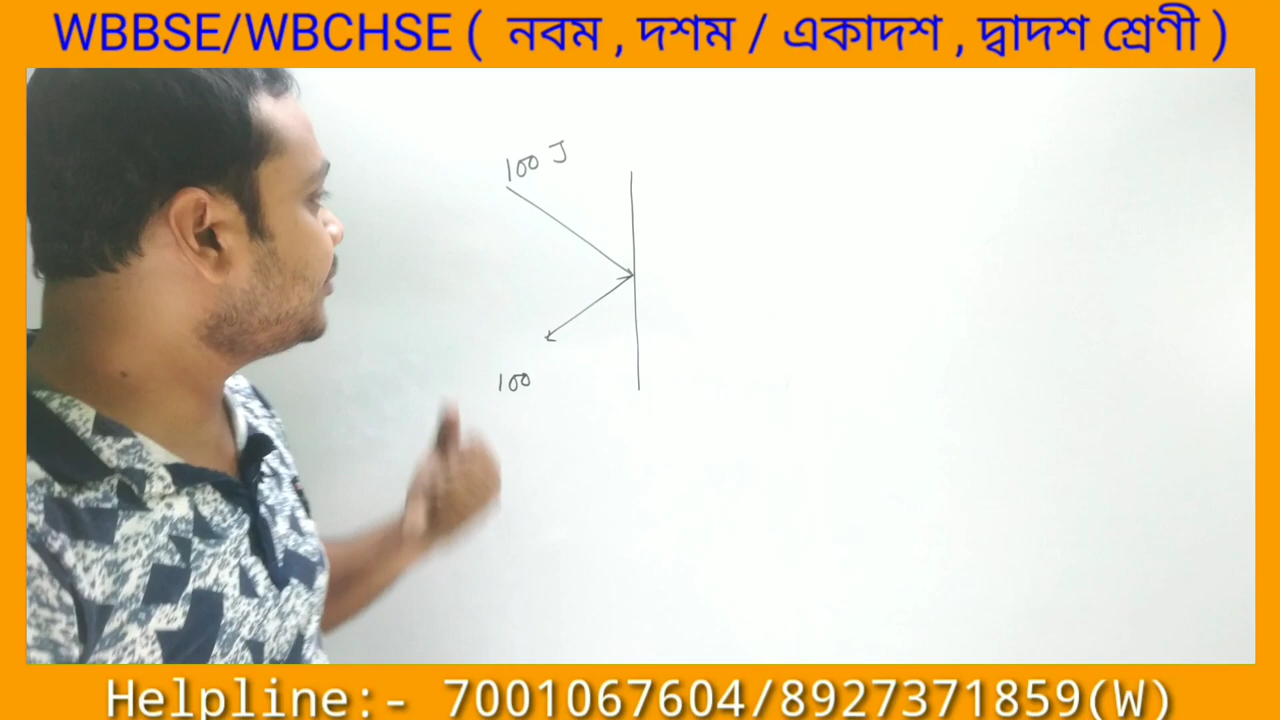 WBBSE/WBCHSE ( নবম , দশম / একাদশ , দ্বাদশ শ্রেণী )
100 J
100
Helpline:- 7001067604/8927371859(W)